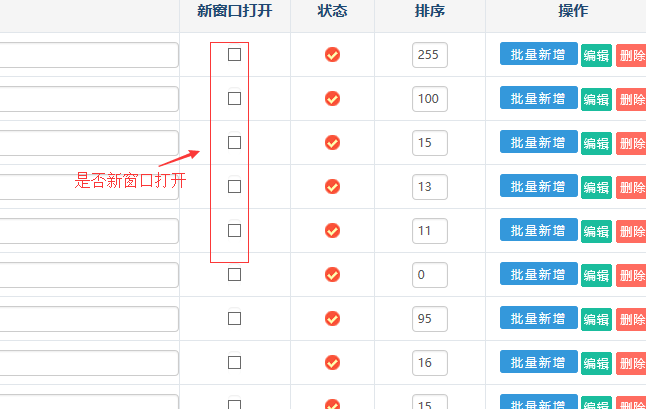 新窗口打开 状态 排序 操作
255 批量新增 编辑 删除
100 批量新增 编辑 删除
15 批量新增 编辑 删除
是否新窗口打开 13 批量新增 编辑 删除
11 批量新增 编辑 删除
0 批量新增 编辑 删除
95 批量新增 编辑 删除
16 批量新增 编辑 删除
15 批量新增 编辑 删除